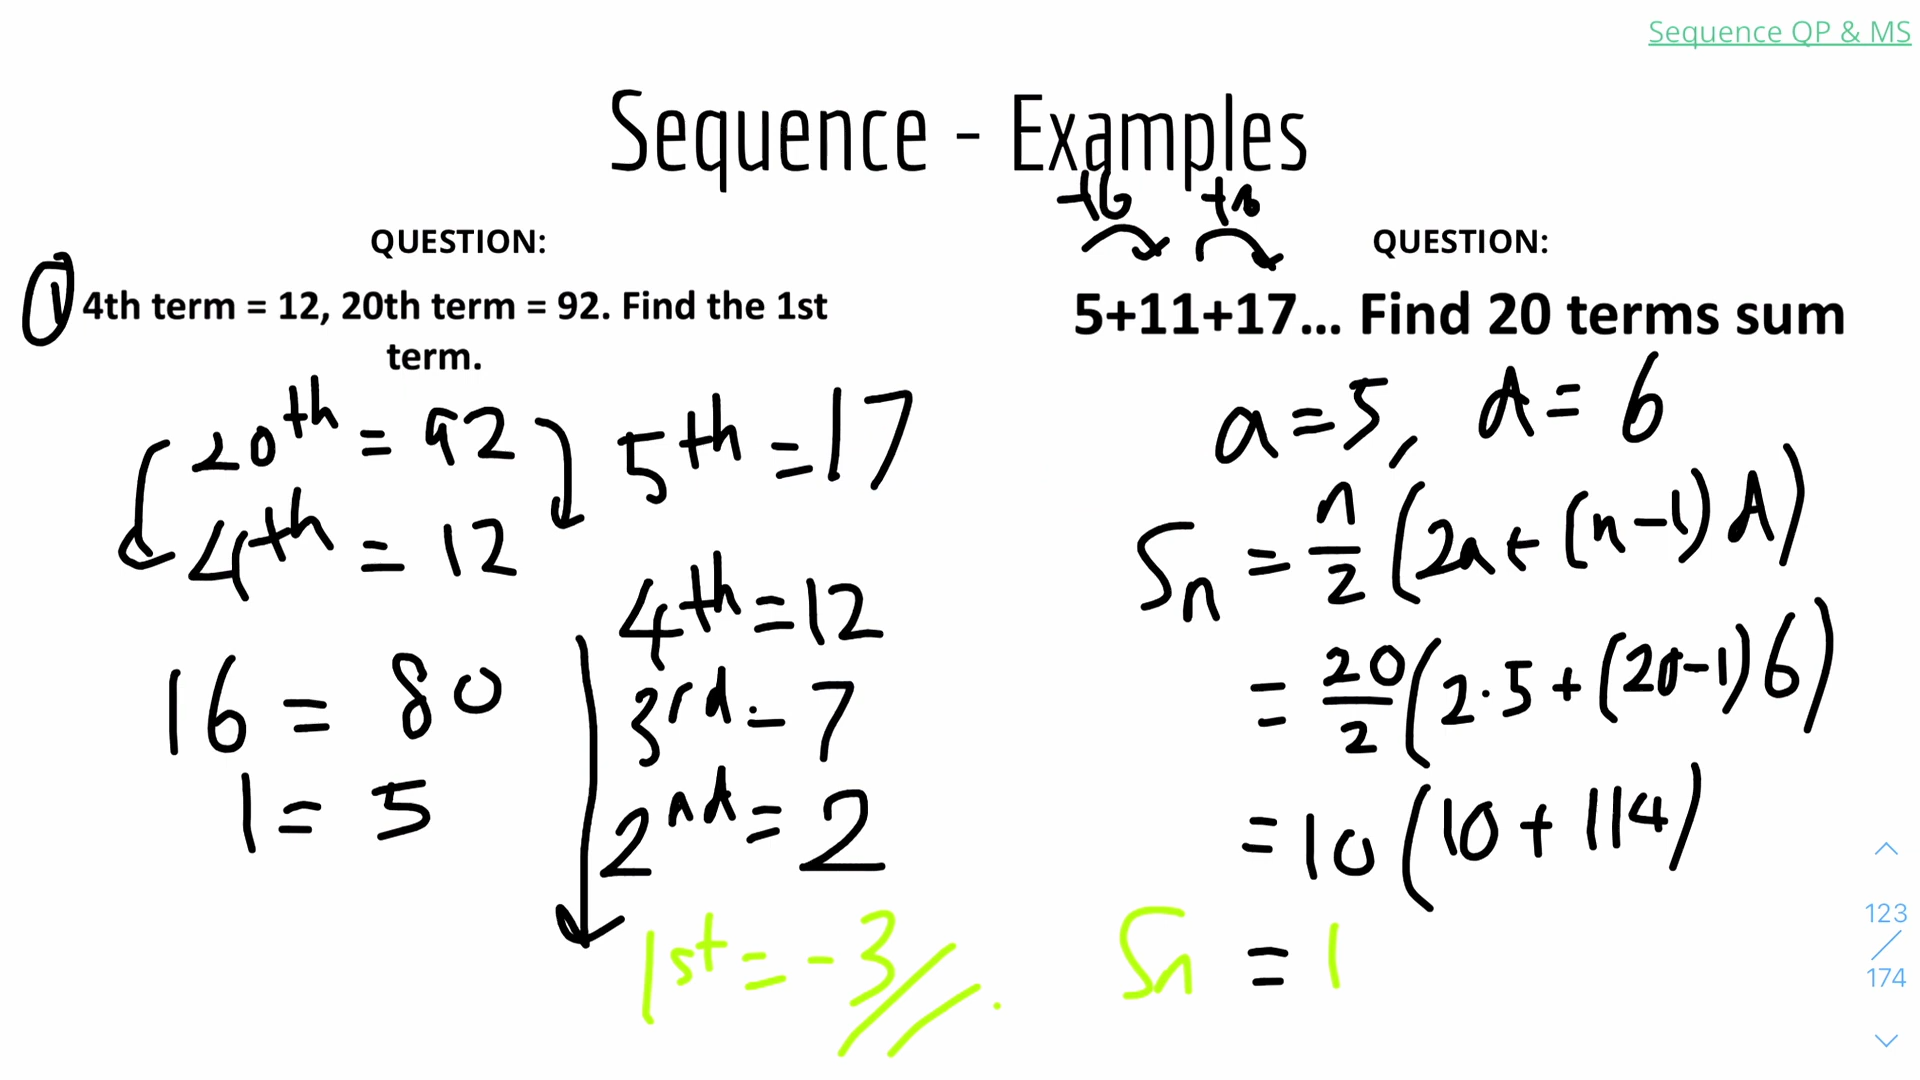 Sequence QP & MS
Sequence - Examples
QUESTION:
① 4th term = 12, 20th term = 92. Find the 1st
term.
20th = 92
4th = 12
16 = 80
1 = 5
5th = 17
4th = 12
3rd = 7
2nd = 2
1st = -3
+6 +6
QUESTION:
5+11+17... Find 20 terms sum
a = 5, d = 6
Sn = n/2 (2a + (n-1) d)
= 20/2 (2·5 + (20-1) 6)
= 10 (10 + 114)
Sn = 1
123
/
174